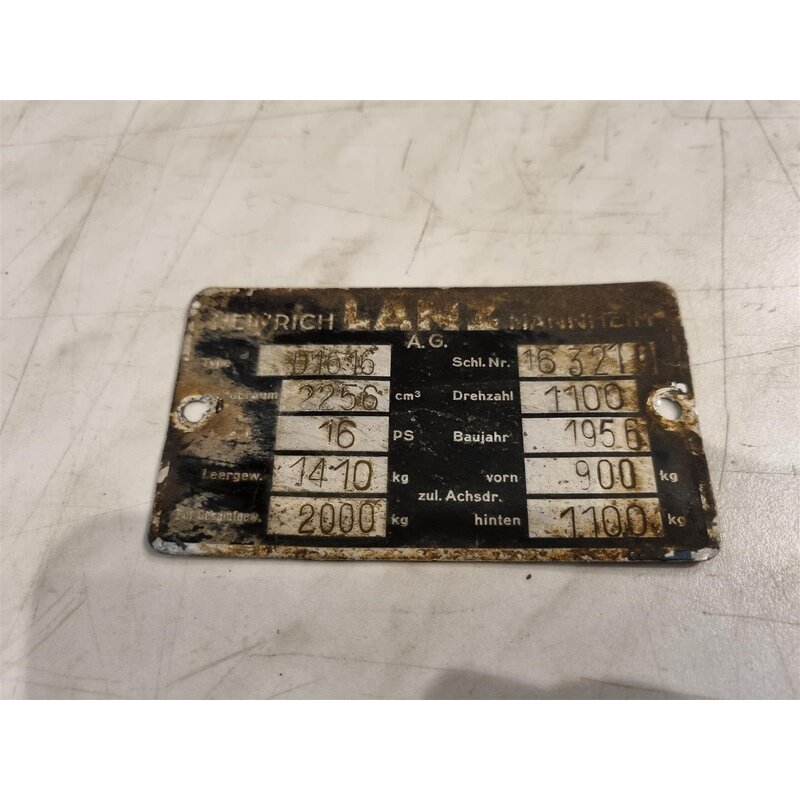 HEINRICH LANZ MANNHEIM
A.G.
D1616 Schl. Nr. 16 321
2256 cm³ Drehzahl 1100
16 PS Baujahr 1956
Leergew. 1410 kg vorn 900 kg
zul. Achsdr.
2000 kg hinten 1100 kg